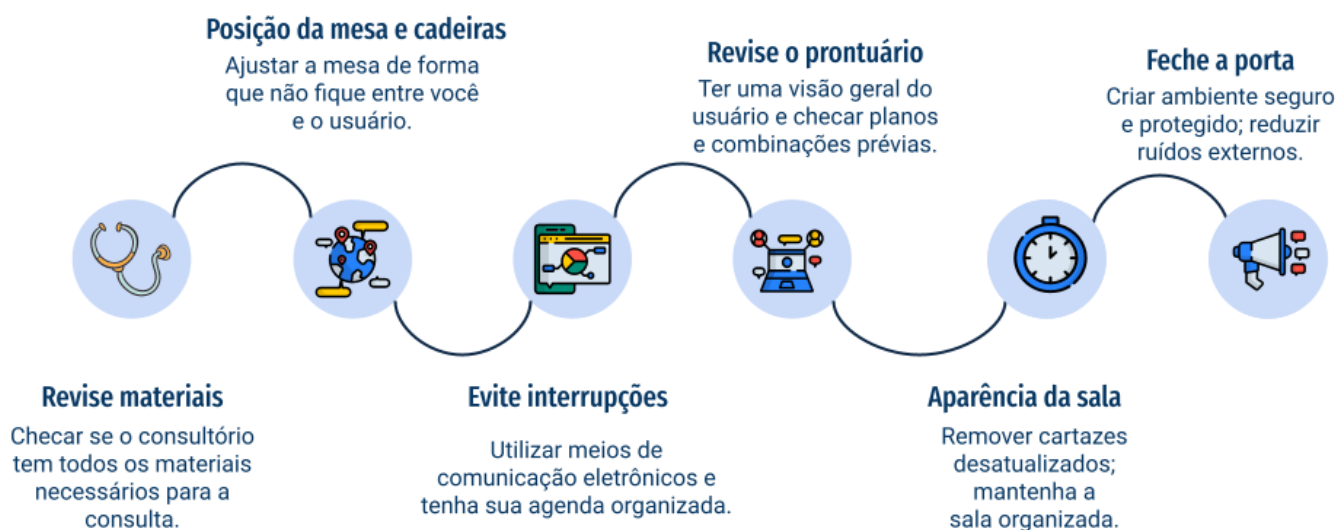 Revise materiais
Checar se o consultório
tem todos os materiais
necessários para a
consulta.
Posição da mesa e cadeiras
Ajustar a mesa de forma
que não fique entre você
e o usuário.
Evite interrupções
Utilizar meios de
comunicação eletrônicos e
tenha sua agenda organizada.
Revise o prontuário
Ter uma visão geral do
usuário e checar planos
e combinações prévias.
Aparência da sala
Remover cartazes
desatualizados;
mantenha a
sala organizada.
Feche a porta
Criar ambiente seguro
e protegido; reduzir
ruídos externos.